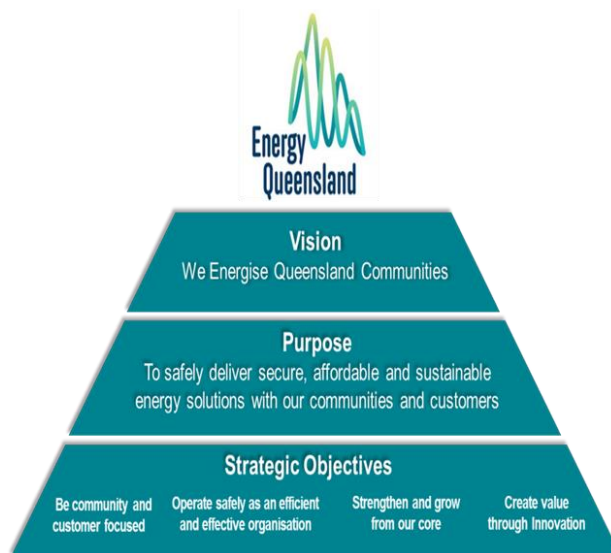 Energy
Queensland
Vision
We Energise Queensland Communities
Purpose
To safely deliver secure, affordable and sustainable
energy solutions with our communities and customers
Strategic Objectives
Be community and
customer focused
Operate safely as an efficient
and effective organisation
Strengthen and grow
from our core
Create value
through Innovation